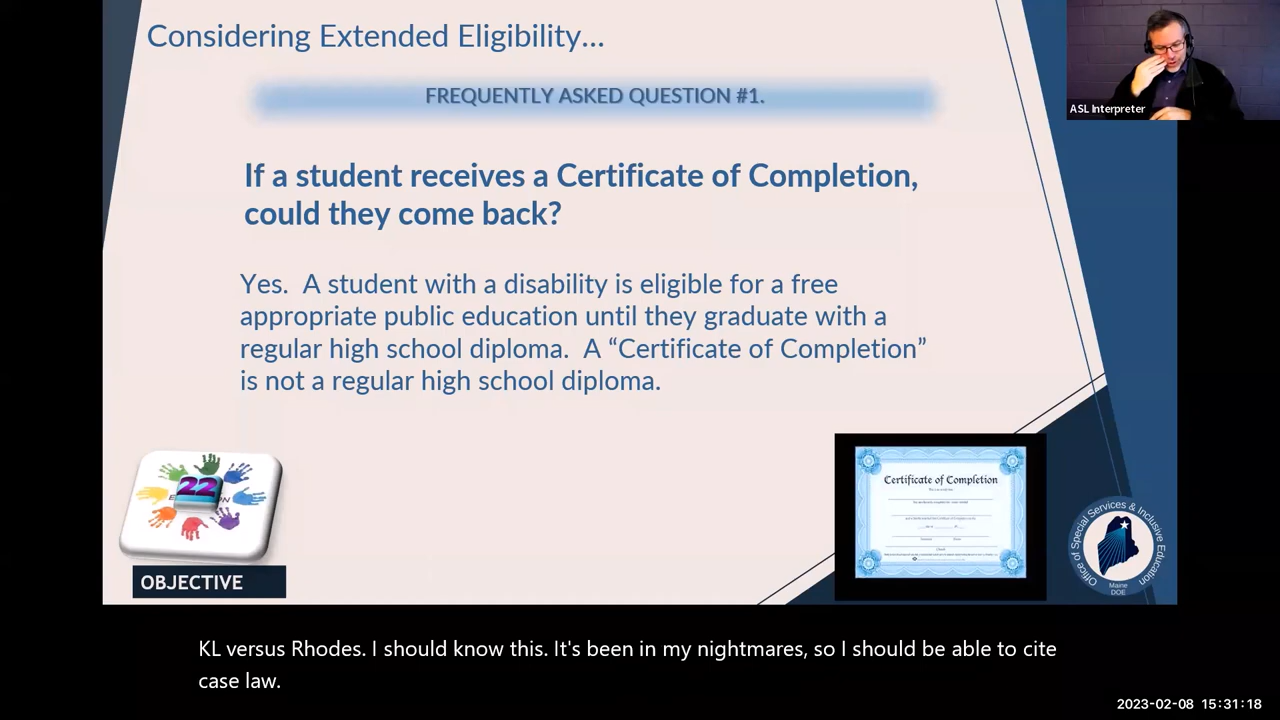 Considering Extended Eligibility…
ASL Interpreter
FREQUENTLY ASKED QUESTION #1.
If a student receives a Certificate of Completion,
could they come back?
Yes.  A student with a disability is eligible for a free
appropriate public education until they graduate with a
regular high school diploma.  A “Certificate of Completion”
is not a regular high school diploma.
22
OBJECTIVE
Certificate of Completion
Office of Special Services & Inclusive Education
Maine
DOE
KL versus Rhodes. I should know this. It's been in my nightmares, so I should be able to cite
case law.
2023-02-08 15:31:18